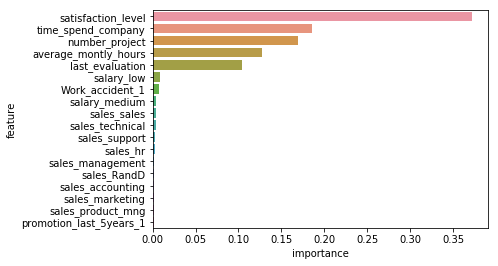 satisfaction_level
time_spend_company
number_project
average_montly_hours
last_evaluation
salary_low
Work_accident_1
salary_medium
sales_sales
sales_technical
sales_support
sales_hr
sales_management
sales_RandD
sales_accounting
sales_marketing
sales_product_mng
promotion_last_5years_1
feature
0.00 0.05 0.10 0.15 0.20 0.25 0.30 0.35
importance